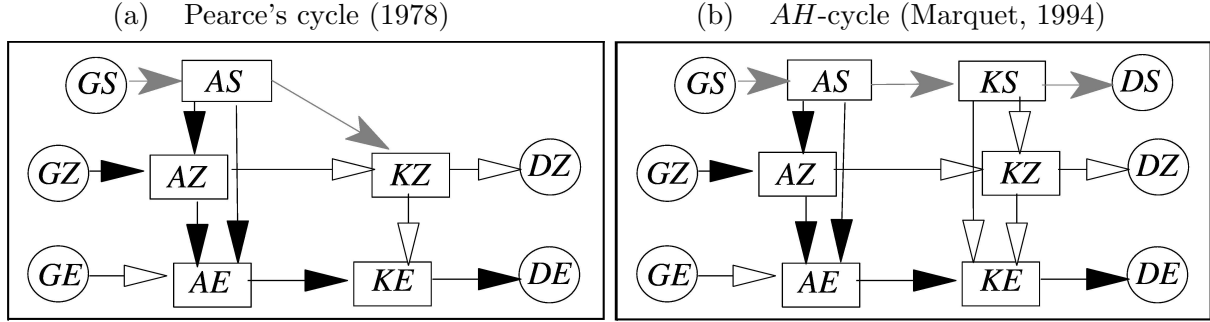 (a) Pearce's cycle (1978)
GS AS
GZ AZ KZ DZ
GE AE KE DE
(b) AH-cycle (Marquet, 1994)
GS AS KS DS
GZ AZ KZ DZ
GE AE KE DE